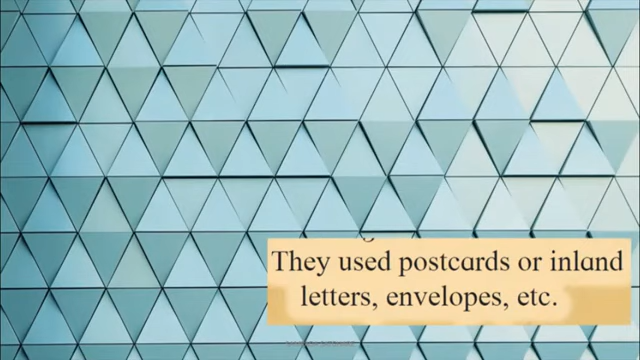 They used postcards or inland
letters, envelopes, etc.